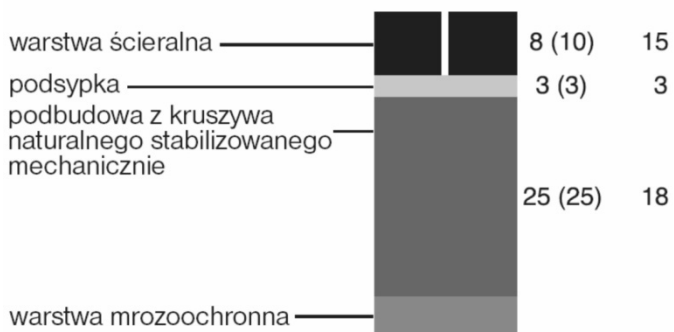 warstwa ścieralna 8 (10) 15
podsypka 3 (3) 3
podbudowa z kruszywa
naturalnego stabilizowanego
mechanicznie
25 (25) 18
warstwa mrozoochronna